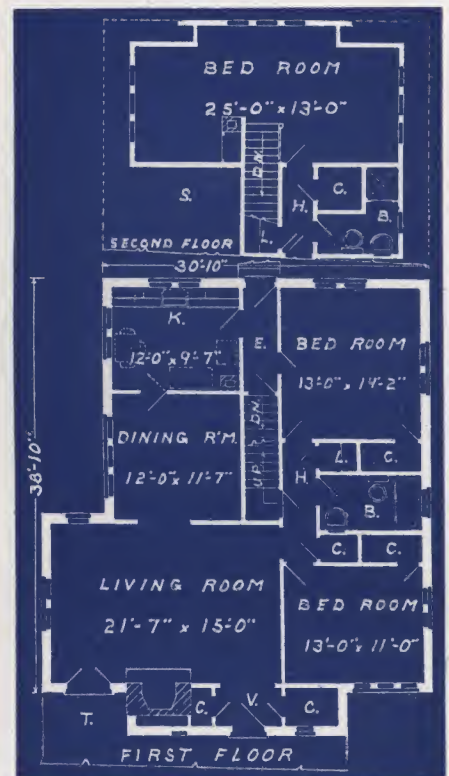 BED ROOM
25'-0" x 13'-0"
DN.
S.
H.
C.
B.
L.
SECOND FLOOR
30'-10"
K.
12'-0" x 9'-7"
E.
BED ROOM
13'-0" x 14'-2"
38'-10"
DINING R'M.
12'-0" x 11'-7"
UP
DN.
H.
L.
C.
B.
C.
C.
LIVING ROOM
21'-7" x 15'-0"
BED ROOM
13'-0" x 11'-0"
T.
C.
V.
C.
FIRST FLOOR